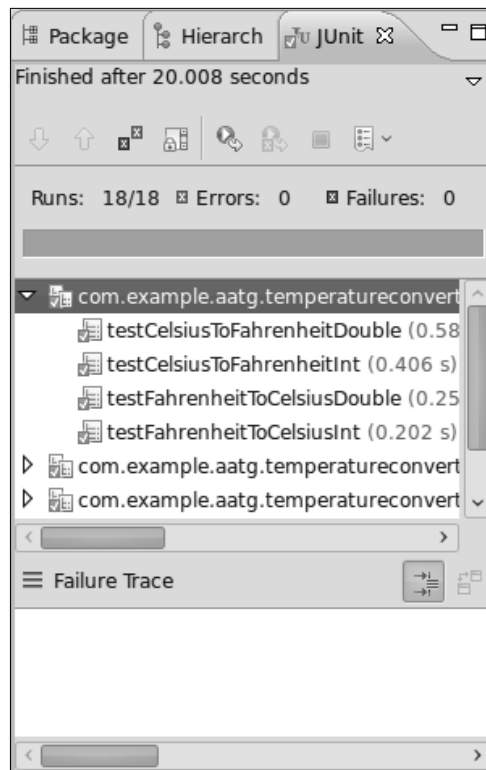 Package Hierarch JUnit
Finished after 20.008 seconds
Runs: 18/18 Errors: 0 Failures: 0
com.example.aatg.temperatureconvert
testCelsiusToFahrenheitDouble (0.58
testCelsiusToFahrenheitInt (0.406 s)
testFahrenheitToCelsiusDouble (0.25
testFahrenheitToCelsiusInt (0.202 s)
com.example.aatg.temperatureconvert
com.example.aatg.temperatureconvert
Failure Trace